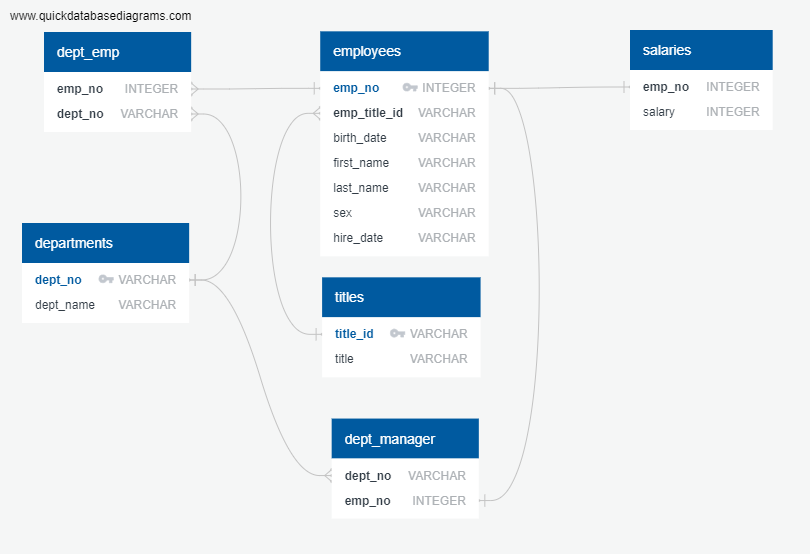 www.quickdatabasediagrams.com
dept_emp
emp_no INTEGER
dept_no VARCHAR
employees
emp_no INTEGER
emp_title_id VARCHAR
birth_date VARCHAR
first_name VARCHAR
last_name VARCHAR
sex VARCHAR
hire_date VARCHAR
salaries
emp_no INTEGER
salary INTEGER
departments
dept_no VARCHAR
dept_name VARCHAR
titles
title_id VARCHAR
title VARCHAR
dept_manager
dept_no VARCHAR
emp_no INTEGER